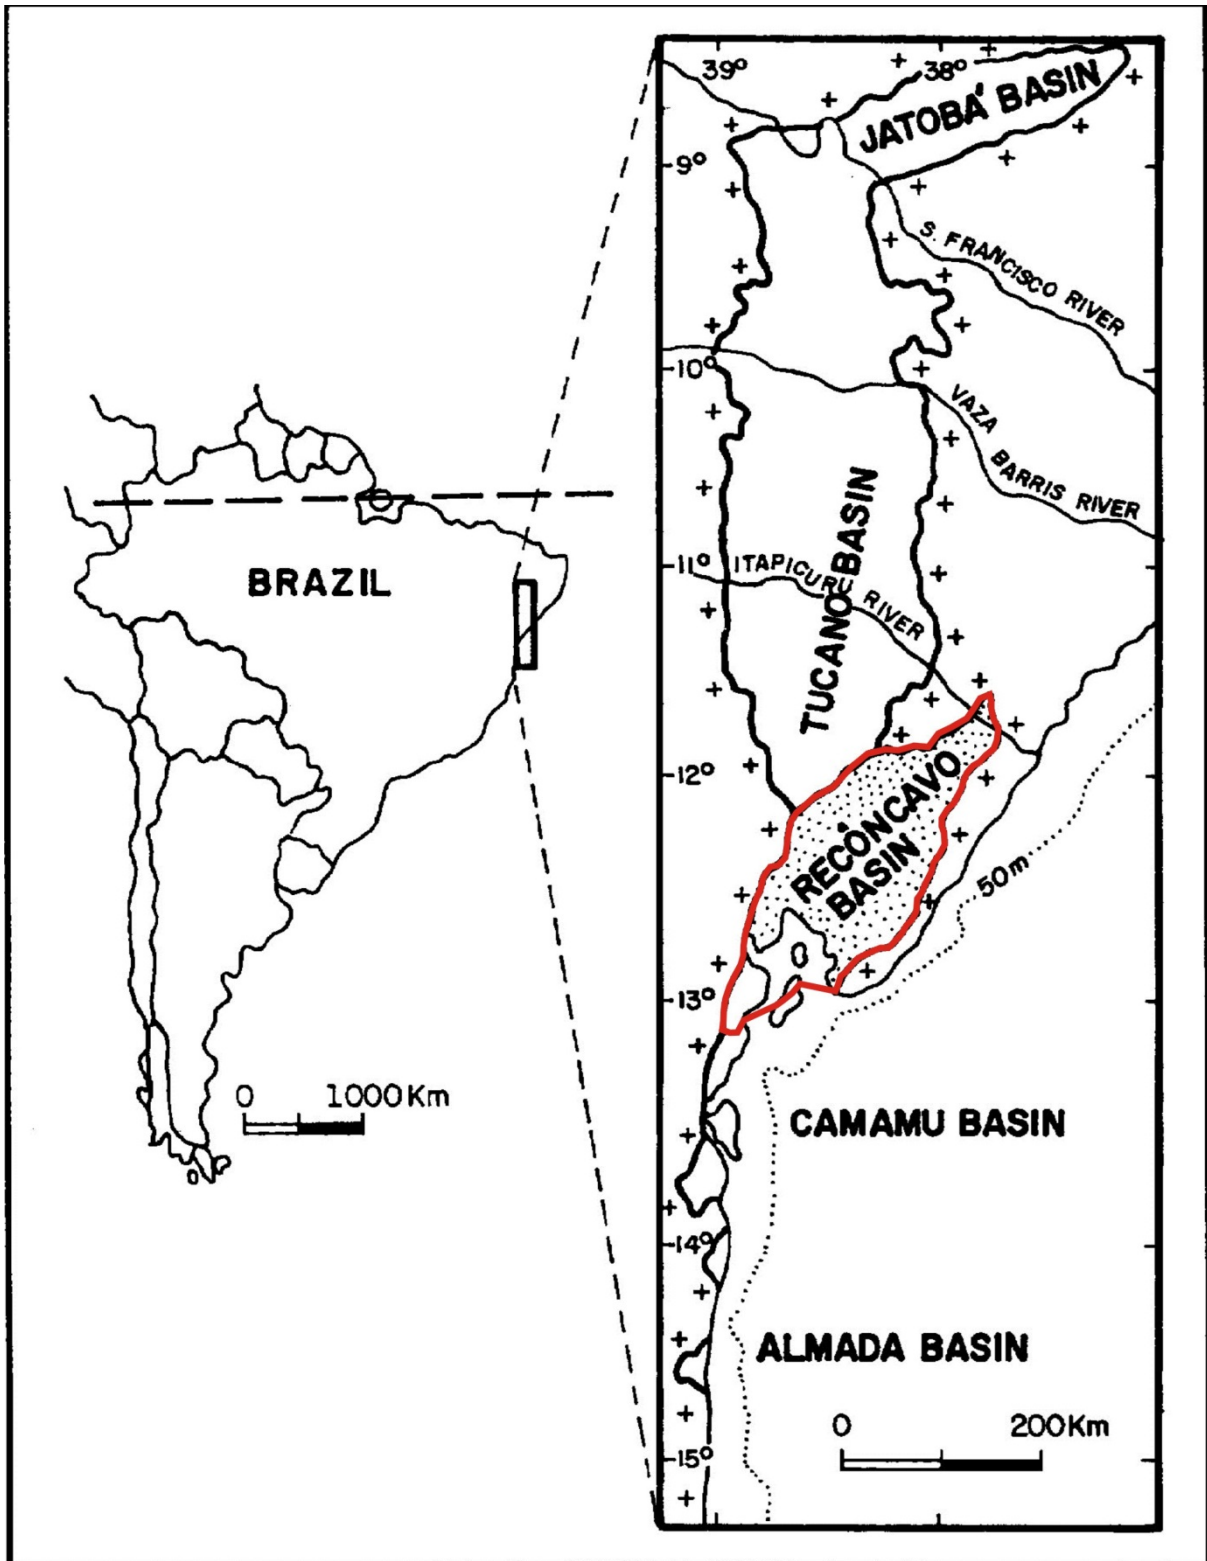 BRAZIL
0 1000Km
39° 38°
JATOBÁ BASIN
9°
S. FRANCISCO RIVER
10°
VAZA BARRIS RIVER
TUCANO BASIN
11°
ITAPICURU RIVER
12°
RECÔNCAVO
BASIN
50m
13°
CAMAMU BASIN
14°
ALMADA BASIN
0 200Km
15°